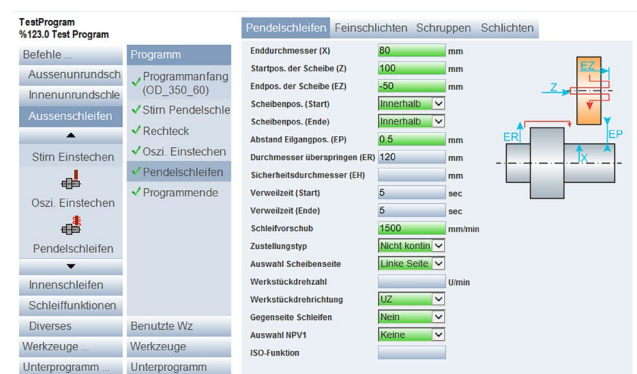 TestProgram
%123.0 Test Program
Befehle ...
Aussenunrundsch
Innenunrundschle
Aussenschleifen
Stirn Einstechen
Oszi. Einstechen
Pendelschleifen
Innenschleifen
Schleiffunktionen
Diverses
Werkzeuge ...
Unterprogramm ...
Programm
Programmanfang
(OD_350_60)
Stirn Pendelschle
Rechteck
Oszi. Einstechen
Pendelschleifen
Programmende
Benutzte Wz
Werkzeuge
Unterprogramm
Pendelschleifen Feinschlichten Schruppen Schlichten
Enddurchmesser (X) 80 mm
Startpos. der Scheibe (Z) 100 mm
Endpos. der Scheibe (EZ) -50 mm
Scheibenpos. (Start) Innerhalb
Scheibenpos. (Ende) Innerhalb
Abstand Eilgangpos. (EP) 0.5 mm
Durchmesser überspringen (ER) 120 mm
Sicherheitsdurchmesser (EH) mm
Verweilzeit (Start) 5 sec
Verweilzeit (Ende) 5 sec
Schleifvorschub 1500 mm/min
Zustellungstyp Nicht kontin
Auswahl Scheibenseite Linke Seite
Werkstückdrehzahl U/min
Werkstückdrehrichtung UZ
Gegenseite Schleifen Nein
Auswahl NPV1 Keine
ISO-Funktion
EZ
Z
ER
EP
X